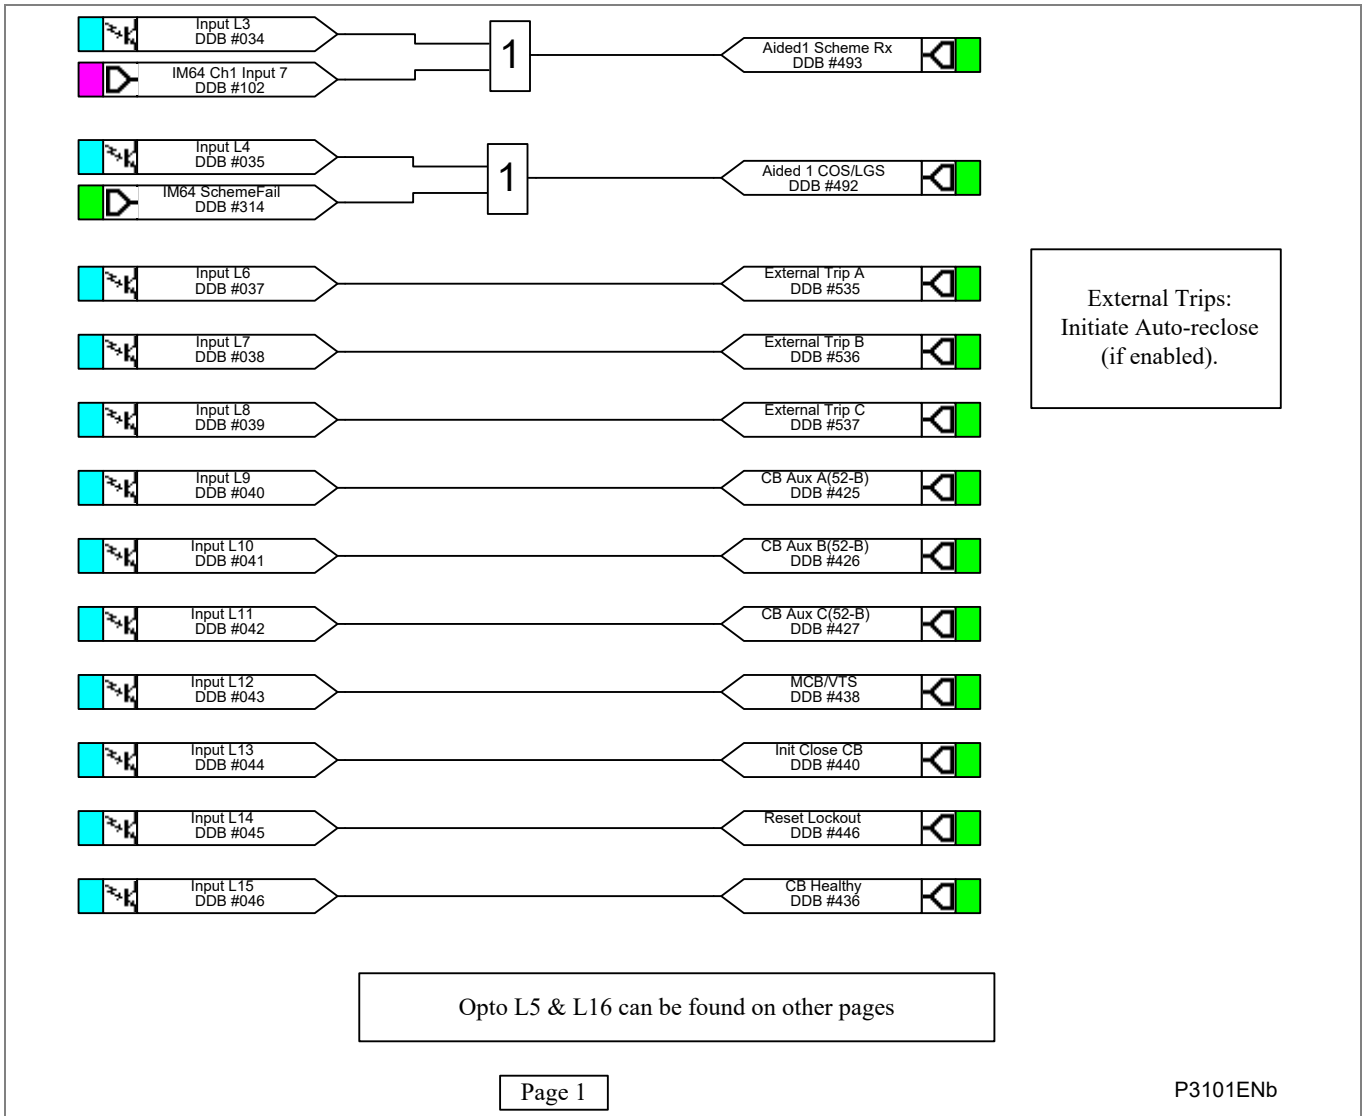 Input L3
DDB #034
IM64 Ch1 Input 7
DDB #102
1
Aided1 Scheme Rx
DDB #493
Input L4
DDB #035
IM64 SchemeFail
DDB #314
1
Aided 1 COS/LGS
DDB #492
Input L6
DDB #037
External Trip A
DDB #535
Input L7
DDB #038
External Trip B
DDB #536
Input L8
DDB #039
External Trip C
DDB #537
External Trips:
Initiate Auto-reclose
(if enabled).
Input L9
DDB #040
CB Aux A(52-B)
DDB #425
Input L10
DDB #041
CB Aux B(52-B)
DDB #426
Input L11
DDB #042
CB Aux C(52-B)
DDB #427
Input L12
DDB #043
MCB/VTS
DDB #438
Input L13
DDB #044
Init Close CB
DDB #440
Input L14
DDB #045
Reset Lockout
DDB #446
Input L15
DDB #046
CB Healthy
DDB #436
Opto L5 & L16 can be found on other pages
Page 1
P3101ENb